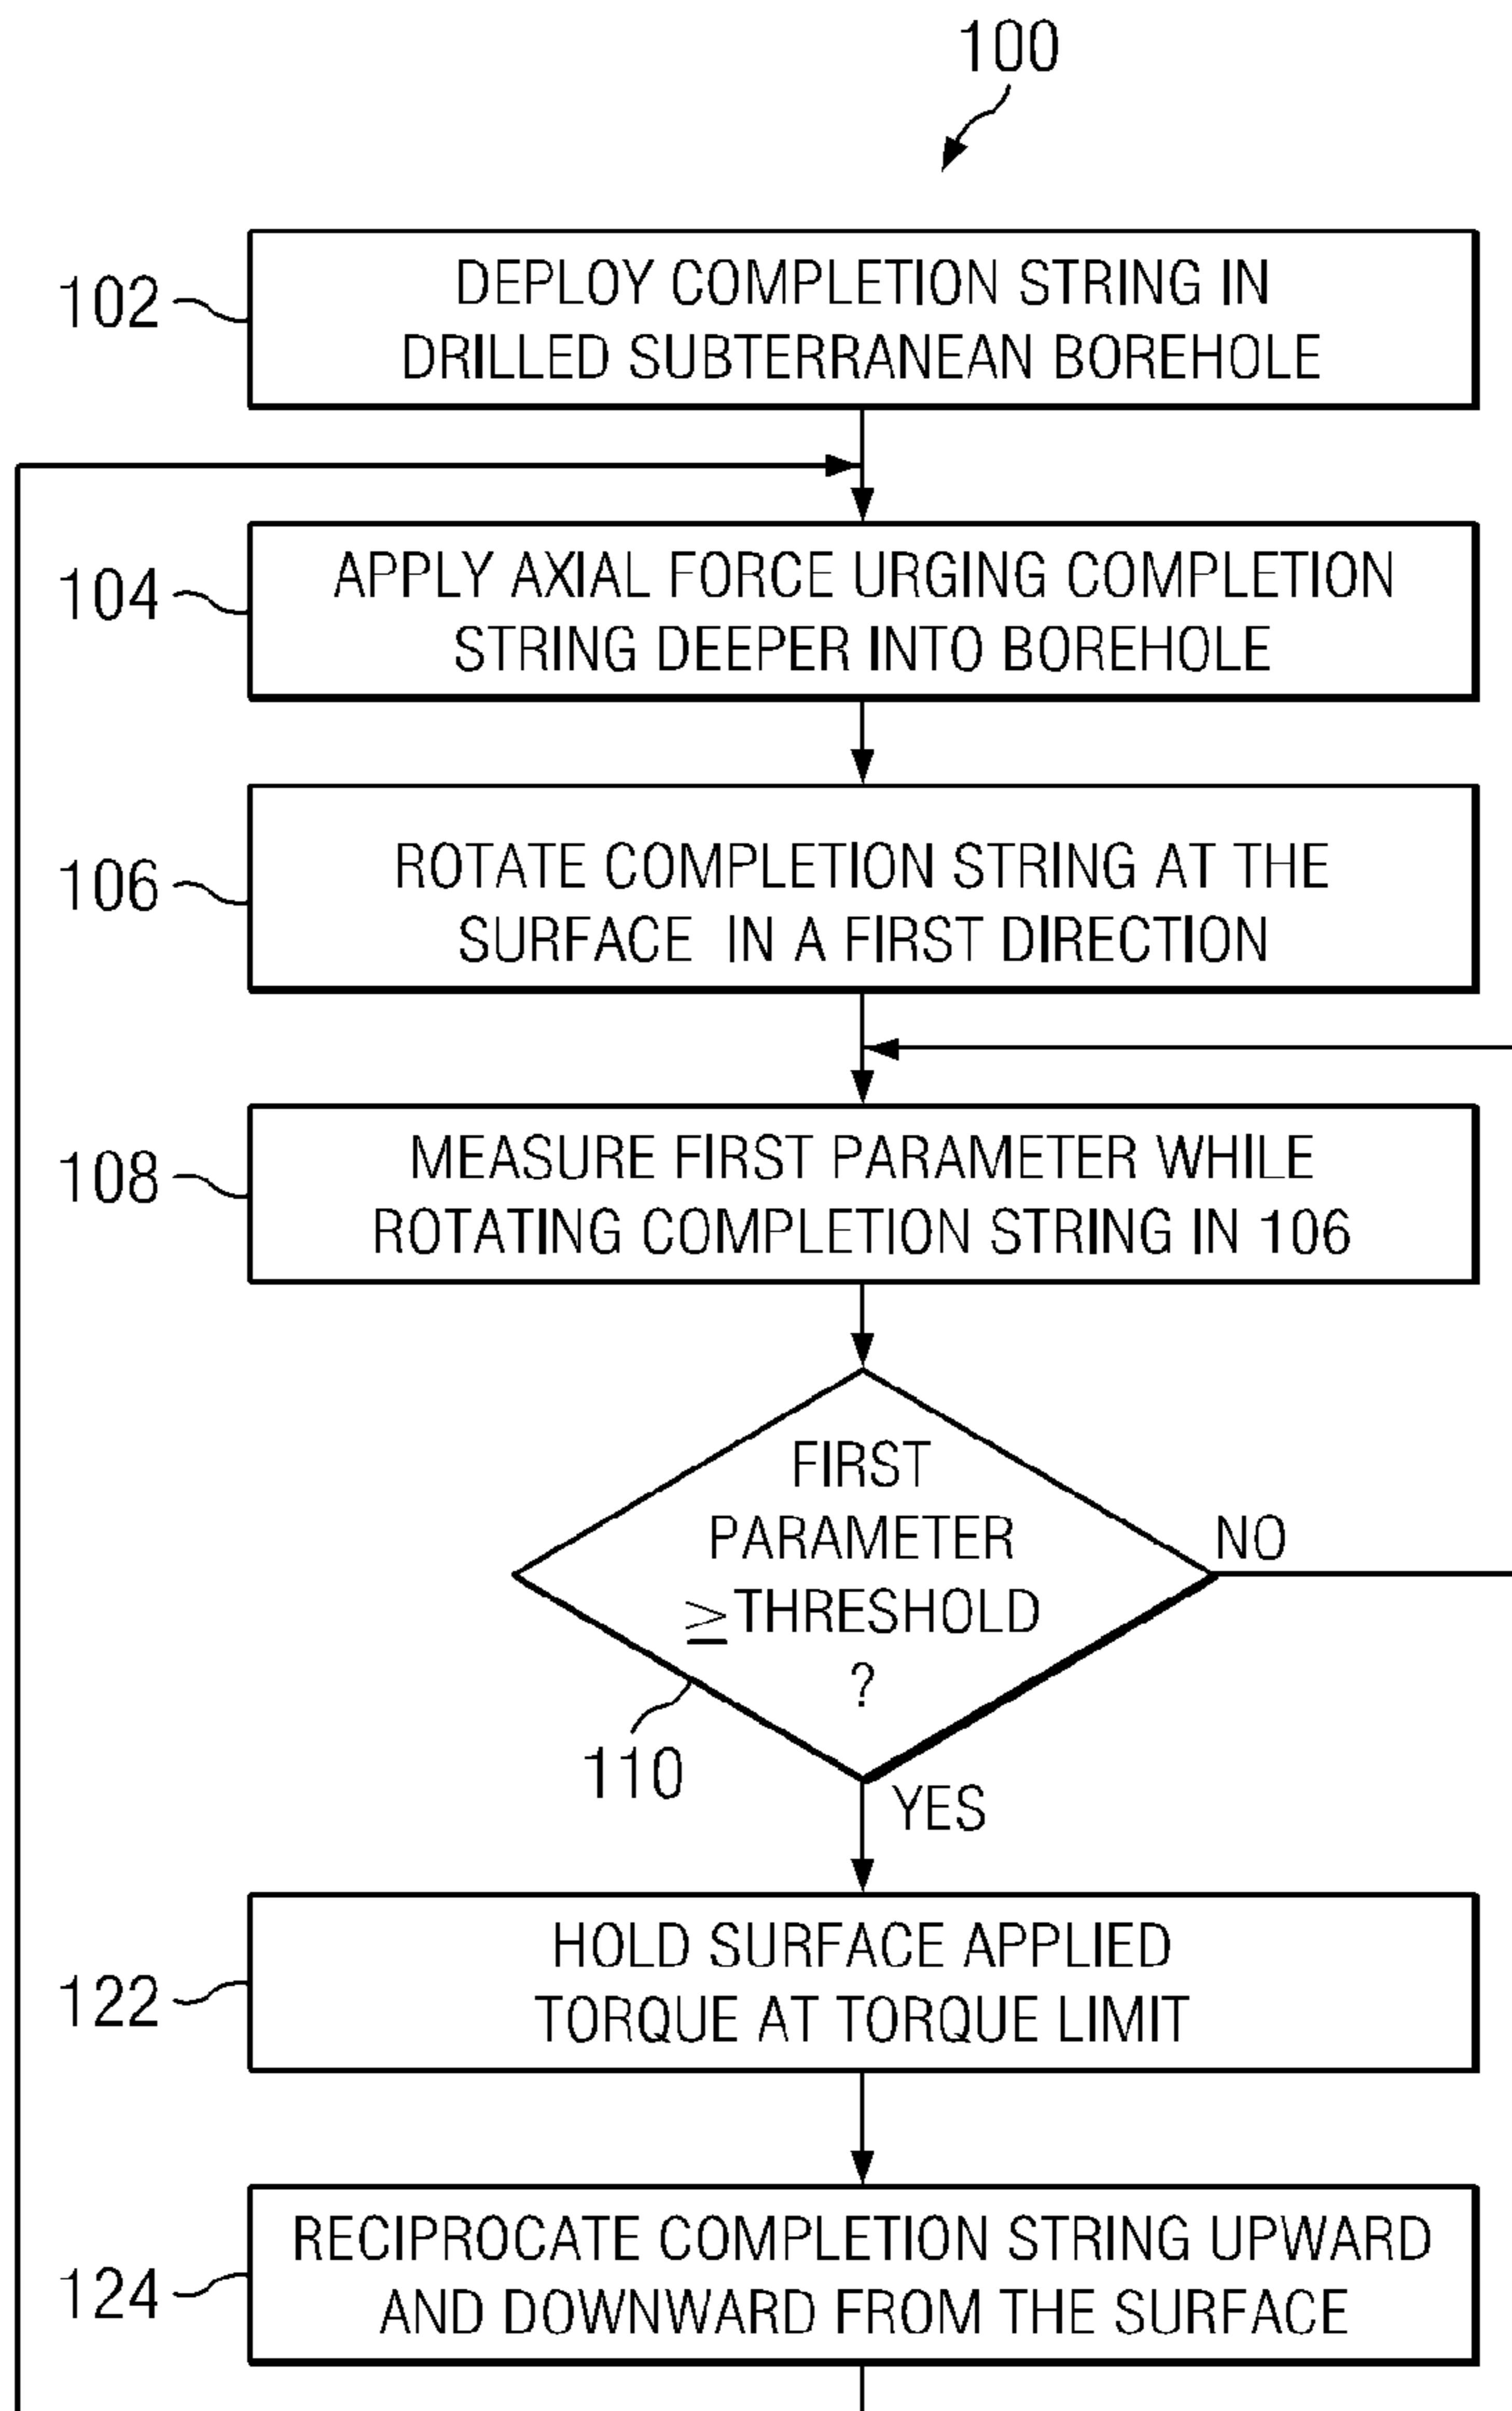 100
102
DEPLOY COMPLETION STRING IN
DRILLED SUBTERRANEAN BOREHOLE
104
APPLY AXIAL FORCE URGING COMPLETION
STRING DEEPER INTO BOREHOLE
106
ROTATE COMPLETION STRING AT THE
SURFACE IN A FIRST DIRECTION
108
MEASURE FIRST PARAMETER WHILE
ROTATING COMPLETION STRING IN 106
FIRST
PARAMETER
≥THRESHOLD
?
NO
110
YES
122
HOLD SURFACE APPLIED
TORQUE AT TORQUE LIMIT
124
RECIPROCATE COMPLETION STRING UPWARD
AND DOWNWARD FROM THE SURFACE